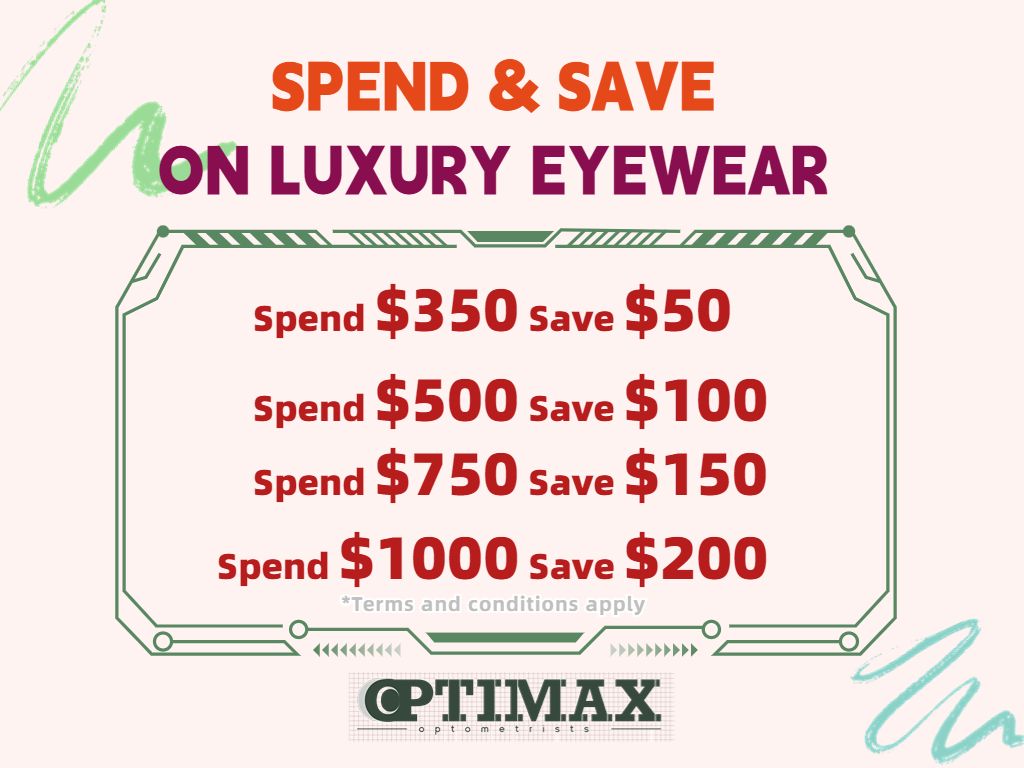 SPEND & SAVE
ON LUXURY EYEWEAR
Spend $350 Save $50
Spend $500 Save $100
Spend $750 Save $150
Spend $1000 Save $200
*Terms and conditions apply
OPTIMAX
optometrists